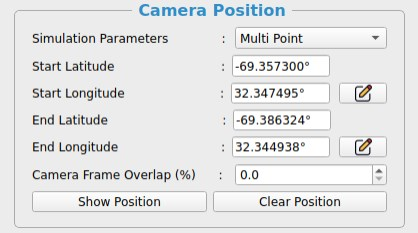 Camera Position
Simulation Parameters : Multi Point
Start Latitude : -69.357300°
Start Longitude : 32.347495°
End Latitude : -69.386324°
End Longitude : 32.344938°
Camera Frame Overlap (%) : 0.0
Show Position Clear Position